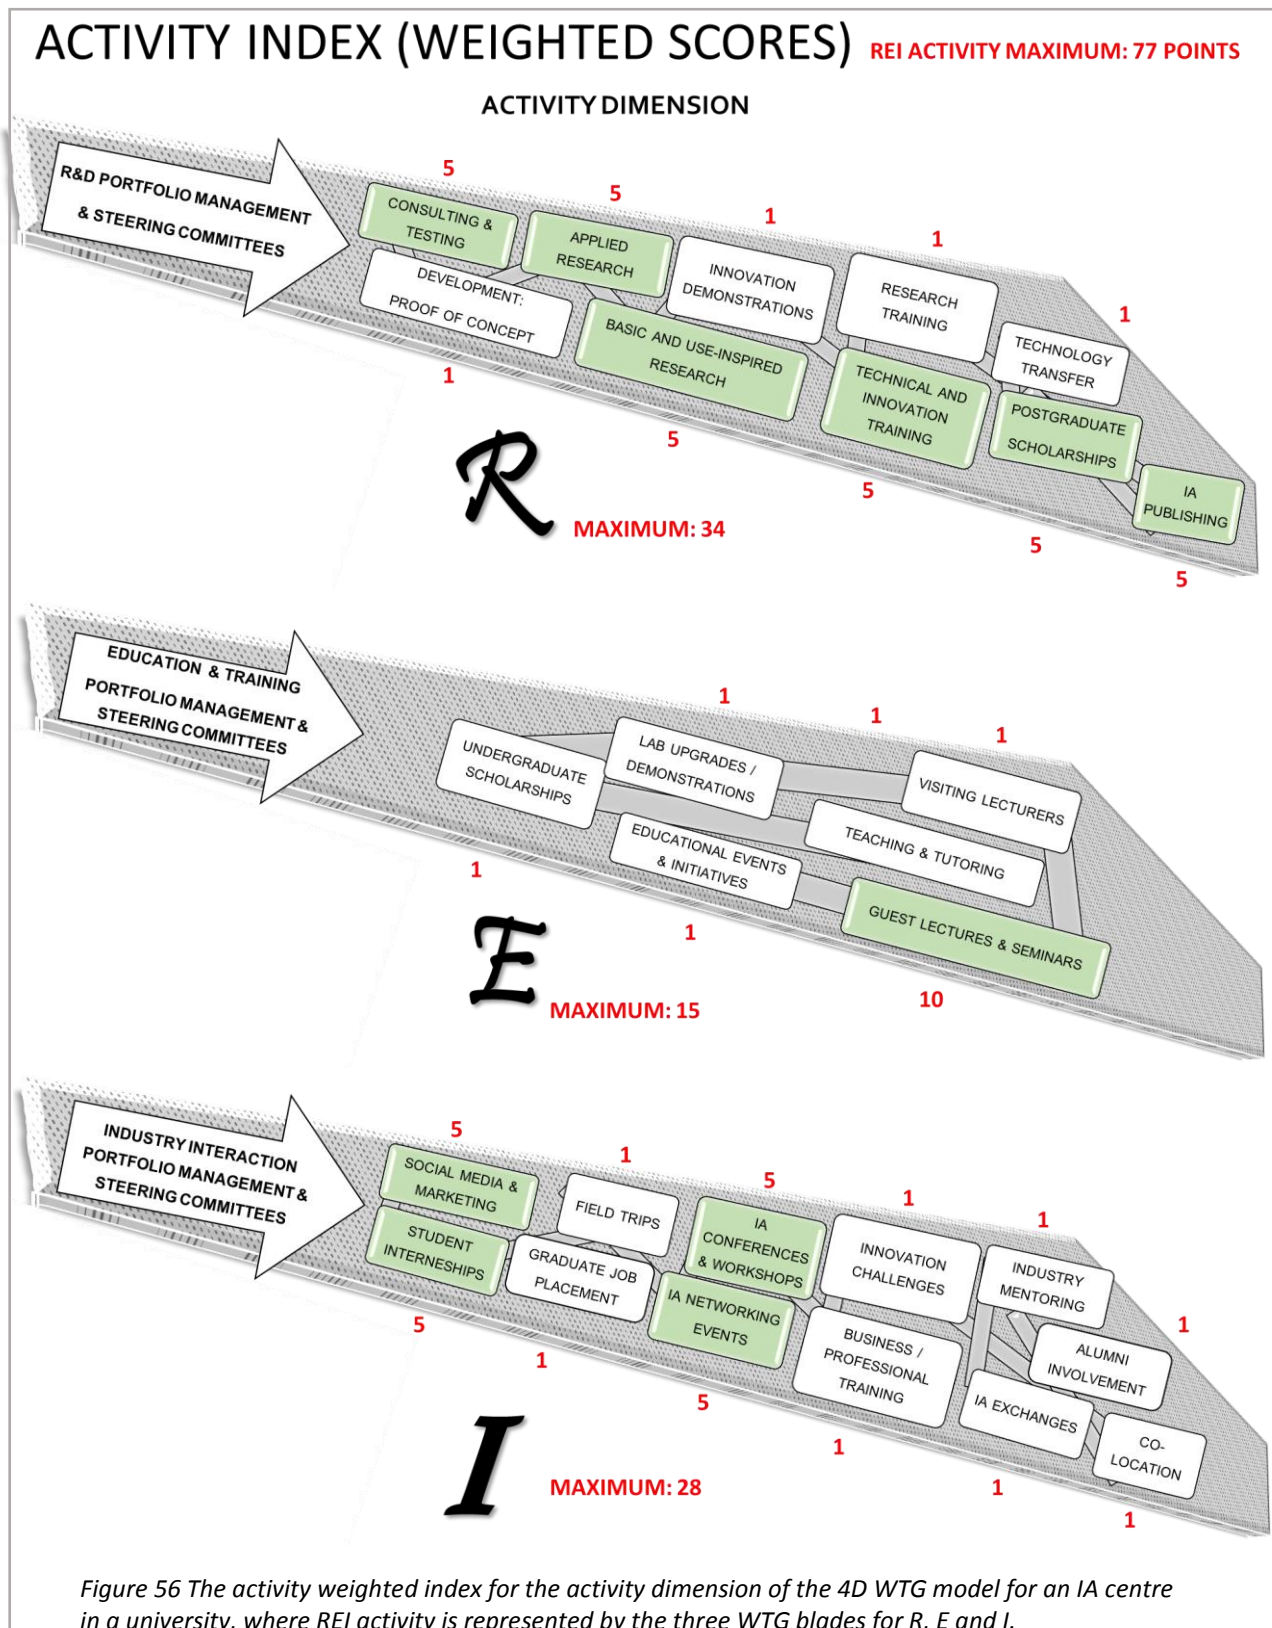 ACTIVITY INDEX (WEIGHTED SCORES) REI ACTIVITY MAXIMUM: 77 POINTS
ACTIVITY DIMENSION
R&D PORTFOLIO MANAGEMENT
& STEERING COMMITTEES
5
5
1
1
1
CONSULTING &
TESTING
APPLIED
RESEARCH
INNOVATION
DEMONSTRATIONS
RESEARCH
TRAINING
TECHNOLOGY
TRANSFER
DEVELOPMENT:
PROOF OF CONCEPT
BASIC AND USE-INSPIRED
RESEARCH
TECHNICAL AND
INNOVATION
TRAINING
POSTGRADUATE
SCHOLARSHIPS
IA
PUBLISHING
1
5
5
5
5
R
MAXIMUM: 34
EDUCATION & TRAINING
PORTFOLIO MANAGEMENT &
STEERING COMMITTEES
1
1
1
UNDERGRADUATE
SCHOLARSHIPS
LAB UPGRADES /
DEMONSTRATIONS
VISITING LECTURERS
EDUCATIONAL EVENTS
& INITIATIVES
TEACHING & TUTORING
GUEST LECTURES & SEMINARS
1
1
10
E
MAXIMUM: 15
INDUSTRY INTERACTION
PORTFOLIO MANAGEMENT &
STEERING COMMITTEES
5
1
5
1
1
1
SOCIAL MEDIA &
MARKETING
FIELD TRIPS
IA
CONFERENCES
& WORKSHOPS
INNOVATION
CHALLENGES
INDUSTRY
MENTORING
ALUMNI
INVOLVEMENT
STUDENT
INTERNESHIPS
GRADUATE JOB
PLACEMENT
IA NETWORKING
EVENTS
BUSINESS /
PROFESSIONAL
TRAINING
IA EXCHANGES
CO-
LOCATION
5
1
5
1
1
1
I
MAXIMUM: 28
Figure 56 The activity weighted index for the activity dimension of the 4D WTG model for an IA centre
in a university, where REI activity is represented by the three WTG blades for R, E and I.